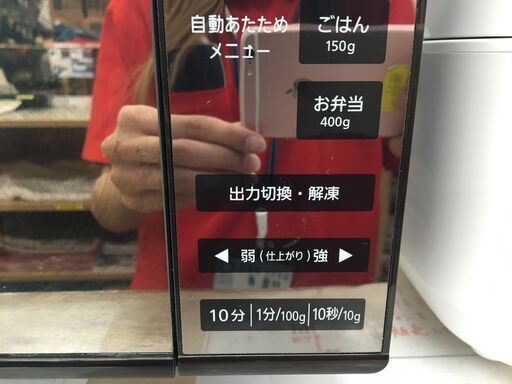 自動あたため
メニュー
ごはん
150g
お弁当
400g
出力切換・解凍
◀ 弱(仕上がり)強 ▶
10分|1分/100g|10秒/10g